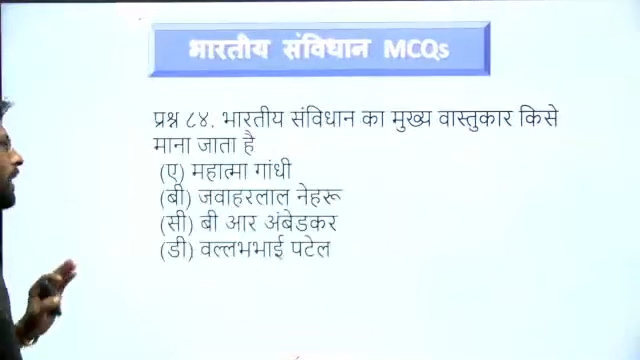 भारतीय संविधान MCQs
प्रश्न ८४. भारतीय संविधान का मुख्य वास्तुकार किसे
माना जाता है
(ए) महात्मा गांधी
(बी) जवाहरलाल नेहरू
(सी) बी आर अंबेडकर
(डी) वल्लभभाई पटेल